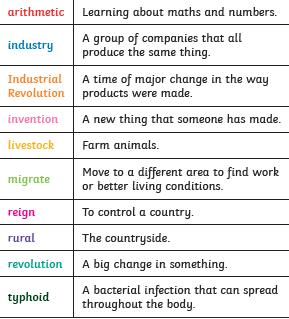 arithmetic Learning about maths and numbers.
industry A group of companies that all
produce the same thing.
Industrial
Revolution A time of major change in the way
products were made.
invention A new thing that someone has made.
livestock Farm animals.
migrate Move to a different area to find work
or better living conditions.
reign To control a country.
rural The countryside.
revolution A big change in something.
typhoid A bacterial infection that can spread
throughout the body.